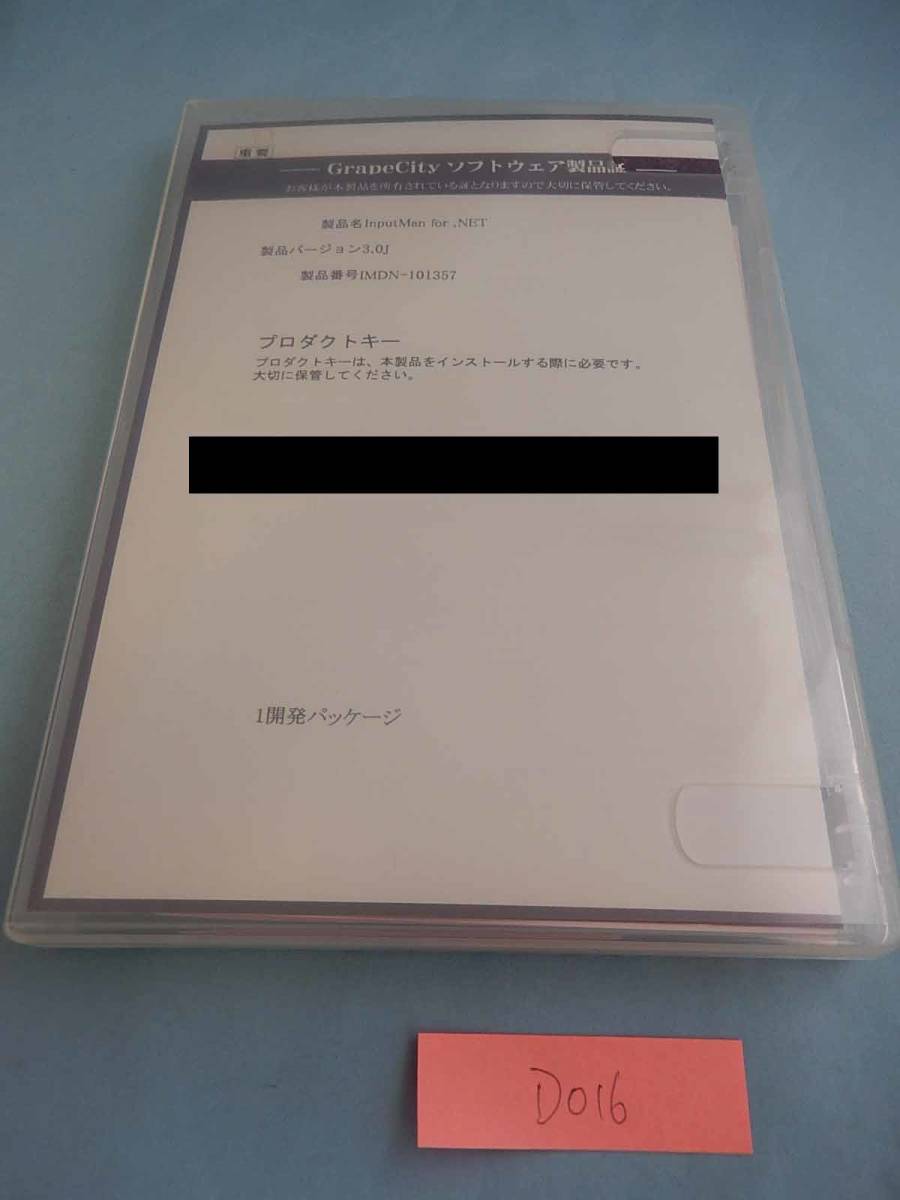 重要
GrapeCity ソフトウェア製品証
お客様が本製品を所有されている証となりますので大切に保管してください。
製品名InputMan for .NET
製品バージョン3.0J
製品番号IMDN-101357
プロダクトキー
プロダクトキーは、本製品をインストールする際に必要です。
大切に保管してください。
1開発パッケージ
D016